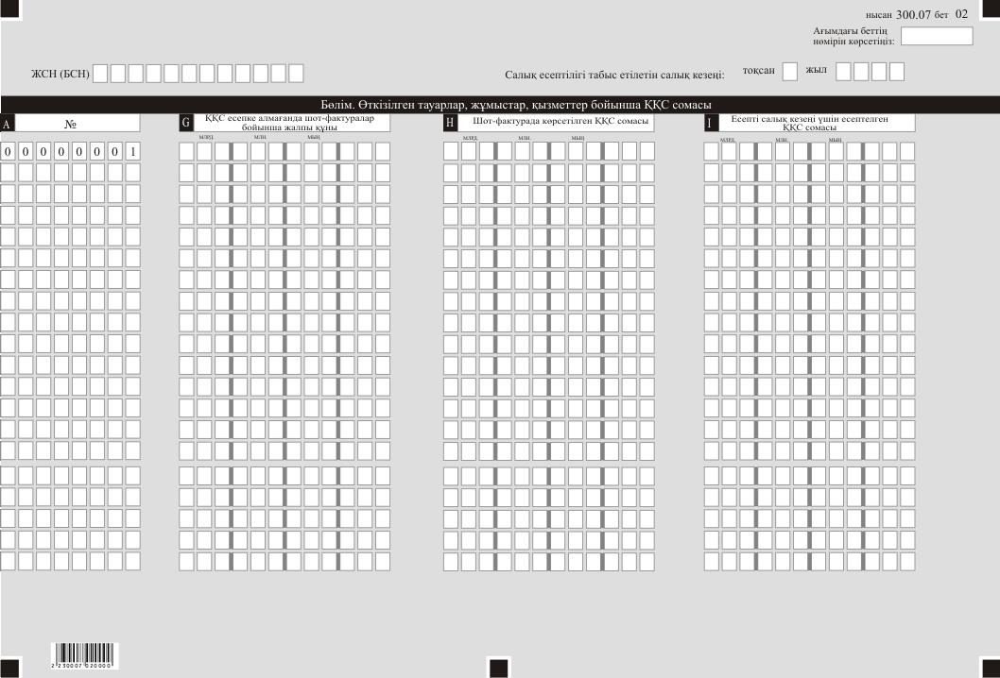 нысан 300.07 бет 02
Ағымдағы беттің
нөмірін көрсетіңіз:
ЖСН (БСН)
Салық есептілігі табыс етілетін салық кезеңі:
тоқсан
жыл
Бөлім. Өткізілген тауарлар, жұмыстар, қызметтер бойынша ҚҚС сомасы
A
№
G
ҚҚС есепке алмағанда шот-фактуралар
бойынша жалпы құны
H
Шот-фактурада көрсетілген ҚҚС сомасы
I
Есепті салық кезеңі үшін есептелген
ҚҚС сомасы
млрд. млн. мың
млрд. млн. мың
млрд. млн. мың
0 0 0 0 0 0 0 1
2 230007 020000